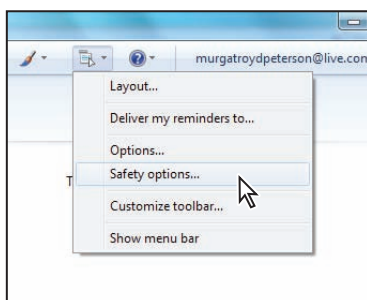 murgatroydpeterson@live.com
Layout...
Deliver my reminders to...
Options...
Safety options...
T
Customize toolbar...
Show menu bar